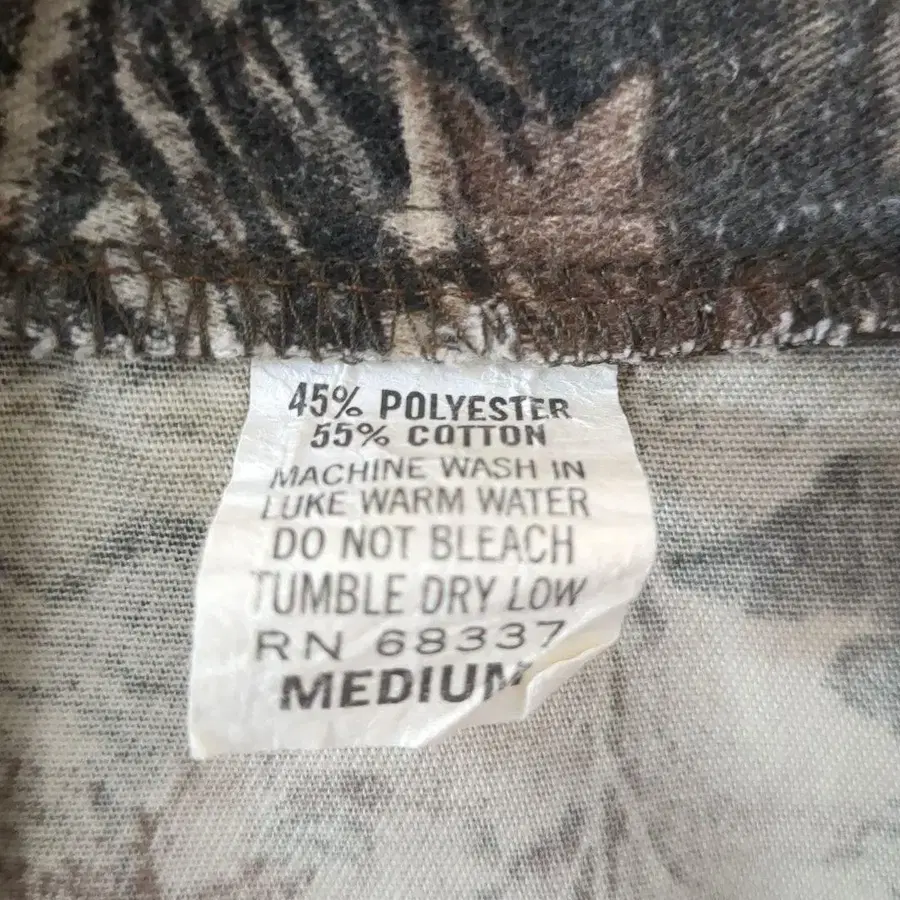 45% POLYESTER
55% COTTON
MACHINE WASH IN
LUKE WARM WATER
DO NOT BLEACH
TUMBLE DRY LOW
RN 68337
MEDIUM